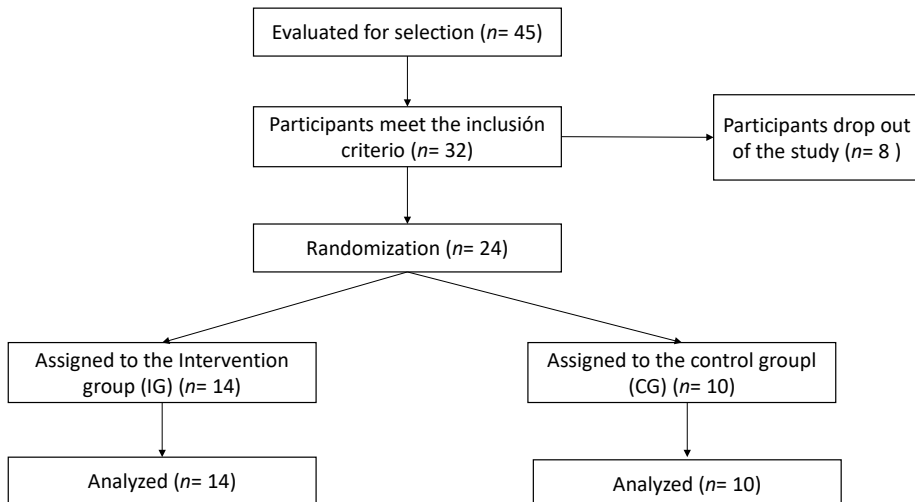 Evaluated for selection (n= 45)
Participants meet the inclusión
criterio (n= 32)
Participants drop out
of the study (n= 8 )
Randomization (n= 24)
Assigned to the Intervention
group (IG) (n= 14)
Assigned to the control groupl
(CG) (n= 10)
Analyzed (n= 14)
Analyzed (n= 10)